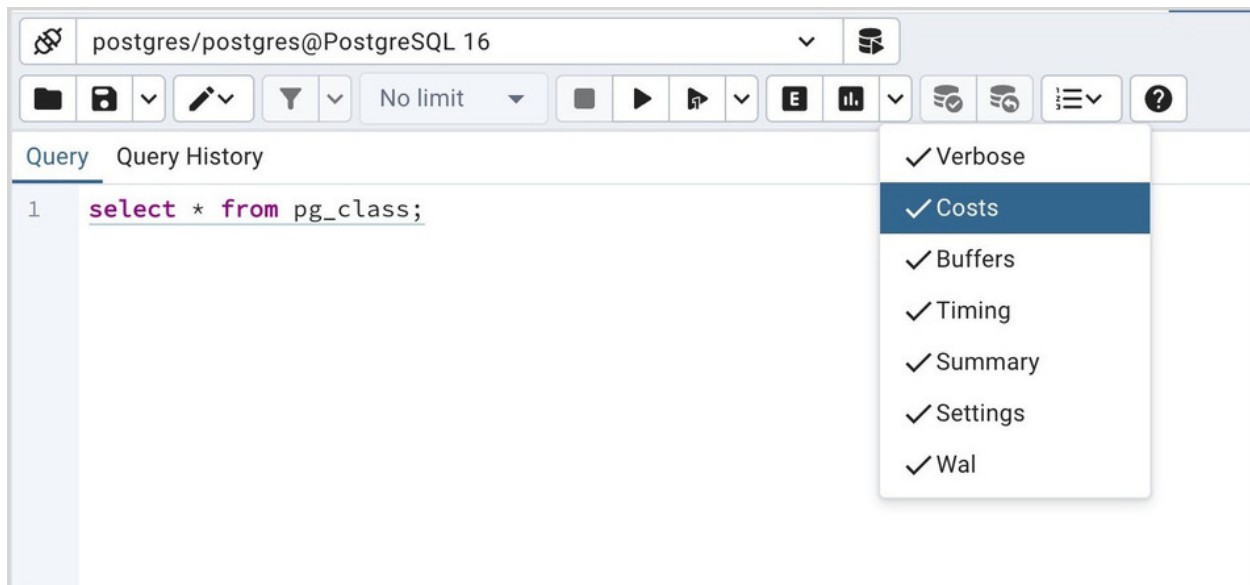 postgres/postgres@PostgreSQL 16
No limit
E
Query Query History
1 select * from pg_class;
Verbose
Costs
Buffers
Timing
Summary
Settings
Wal